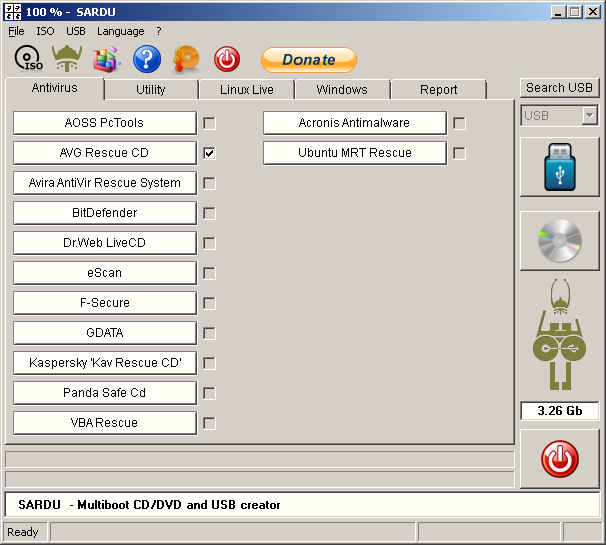 100 % - SARDU
File ISO USB Language ?
ISO ? Donate
Antivirus Utility Linux Live Windows Report
Search USB
USB
AOSS PcTools
AVG Rescue CD
Avira AntiVir Rescue System
BitDefender
Dr.Web LiveCD
eScan
F-Secure
GDATA
Kaspersky 'Kav Rescue CD'
Panda Safe Cd
VBA Rescue
Acronis Antimalware
Ubuntu MRT Rescue
3.26 Gb
SARDU - Multiboot CD/DVD and USB creator
Ready